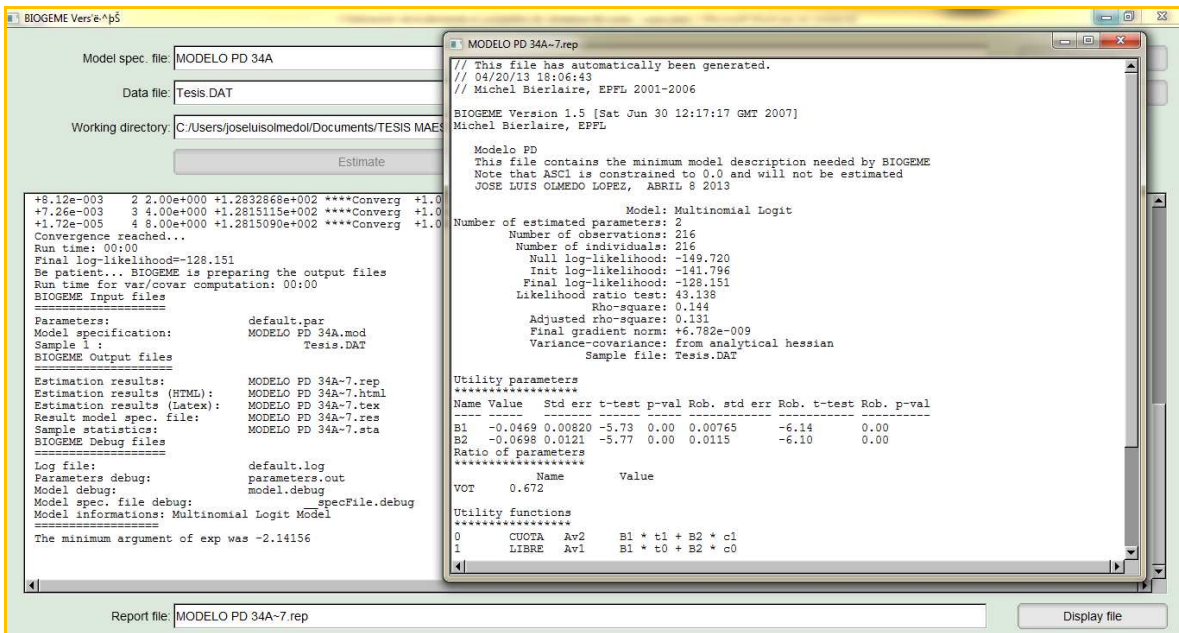 BIOGEME Vers'ë·^þŠ
Model spec. file: MODELO PD 34A
Data file: Tesis.DAT
Working directory: C:/Users/joseluisolmedol/Documents/TESIS MAES
Estimate
+8.12e-003 2 2.00e+000 +1.2832868e+002 ****Converg +1.0
+7.26e-003 3 4.00e+000 +1.2815115e+002 ****Converg +1.0
+1.72e-005 4 8.00e+000 +1.2815090e+002 ****Converg +1.0
Convergence reached...
Run time: 00:00
Final log-likelihood=-128.151
Be patient... BIOGEME is preparing the output files
Run time for var/covar computation: 00:00
BIOGEME Input files
===================
Parameters: default.par
Model specification: MODELO PD 34A.mod
Sample 1 : Tesis.DAT
BIOGEME Output files
====================
Estimation results: MODELO PD 34A~7.rep
Estimation results (HTML): MODELO PD 34A~7.html
Estimation results (Latex): MODELO PD 34A~7.tex
Result model spec. file: MODELO PD 34A~7.res
Sample statistics: MODELO PD 34A~7.sta
BIOGEME Debug files
===================
Log file: default.log
Parameters debug: parameters.out
Model debug: model.debug
Model spec. file debug: __specFile.debug
Model informations: Multinomial Logit Model
==================
The minimum argument of exp was -2.14156
MODELO PD 34A~7.rep
// This file has automatically been generated.
// 04/20/13 18:06:43
// Michel Bierlaire, EPFL 2001-2006
BIOGEME Version 1.5 [Sat Jun 30 12:17:17 GMT 2007]
Michel Bierlaire, EPFL
Modelo PD
This file contains the minimum model description needed by BIOGEME
Note that ASC1 is constrained to 0.0 and will not be estimated
JOSE LUIS OLMEDO LOPEZ, ABRIL 8 2013
Model: Multinomial Logit
Number of estimated parameters: 2
Number of observations: 216
Number of individuals: 216
Null log-likelihood: -149.720
Init log-likelihood: -141.796
Final log-likelihood: -128.151
Likelihood ratio test: 43.138
Rho-square: 0.144
Adjusted rho-square: 0.131
Final gradient norm: +6.782e-009
Variance-covariance: from analytical hessian
Sample file: Tesis.DAT
Utility parameters
******************
Name Value Std err t-test p-val Rob. std err Rob. t-test Rob. p-val
---- ----- ------- ------ ----- ------------ ----------- ----------
B1 -0.0469 0.00820 -5.73 0.00 0.00765 -6.14 0.00
B2 -0.0698 0.0121 -5.77 0.00 0.0115 -6.10 0.00
Ratio of parameters
*******************
Name Value
VOT 0.672
Utility functions
*****************
0 CUOTA Av2 B1 * t1 + B2 * c1
1 LIBRE Av1 B1 * t0 + B2 * c0
Report file: MODELO PD 34A~7.rep
Display file